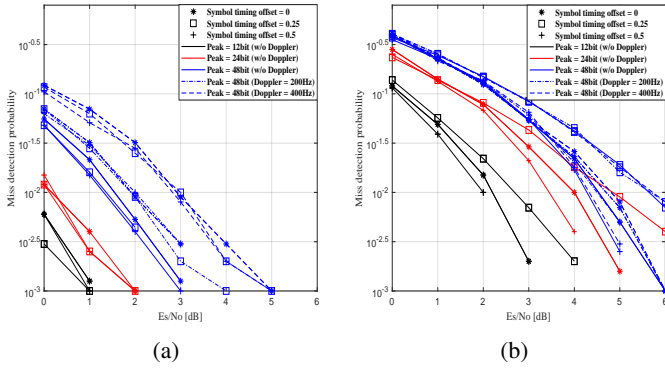 Symbol timing offset = 0
Symbol timing offset = 0.25
Symbol timing offset = 0.5
Peak = 12bit (w/o Doppler)
Peak = 24bit (w/o Doppler)
Peak = 48bit (w/o Doppler)
Peak = 48bit (Doppler = 200Hz)
Peak = 48bit (Doppler = 400Hz)
Miss detection probability
10^-0.5
10^-1
10^-1.5
10^-2
10^-2.5
10^-3
0 1 2 3 4 5 6
Es/No [dB]
(a)
Symbol timing offset = 0
Symbol timing offset = 0.25
Symbol timing offset = 0.5
Peak = 12bit (w/o Doppler)
Peak = 24bit (w/o Doppler)
Peak = 48bit (w/o Doppler)
Peak = 48bit (Doppler = 200Hz)
Peak = 48bit (Doppler = 400Hz)
Miss detection probability
10^-0.5
10^-1
10^-1.5
10^-2
10^-2.5
10^-3
0 1 2 3 4 5 6
Es/No [dB]
(b)